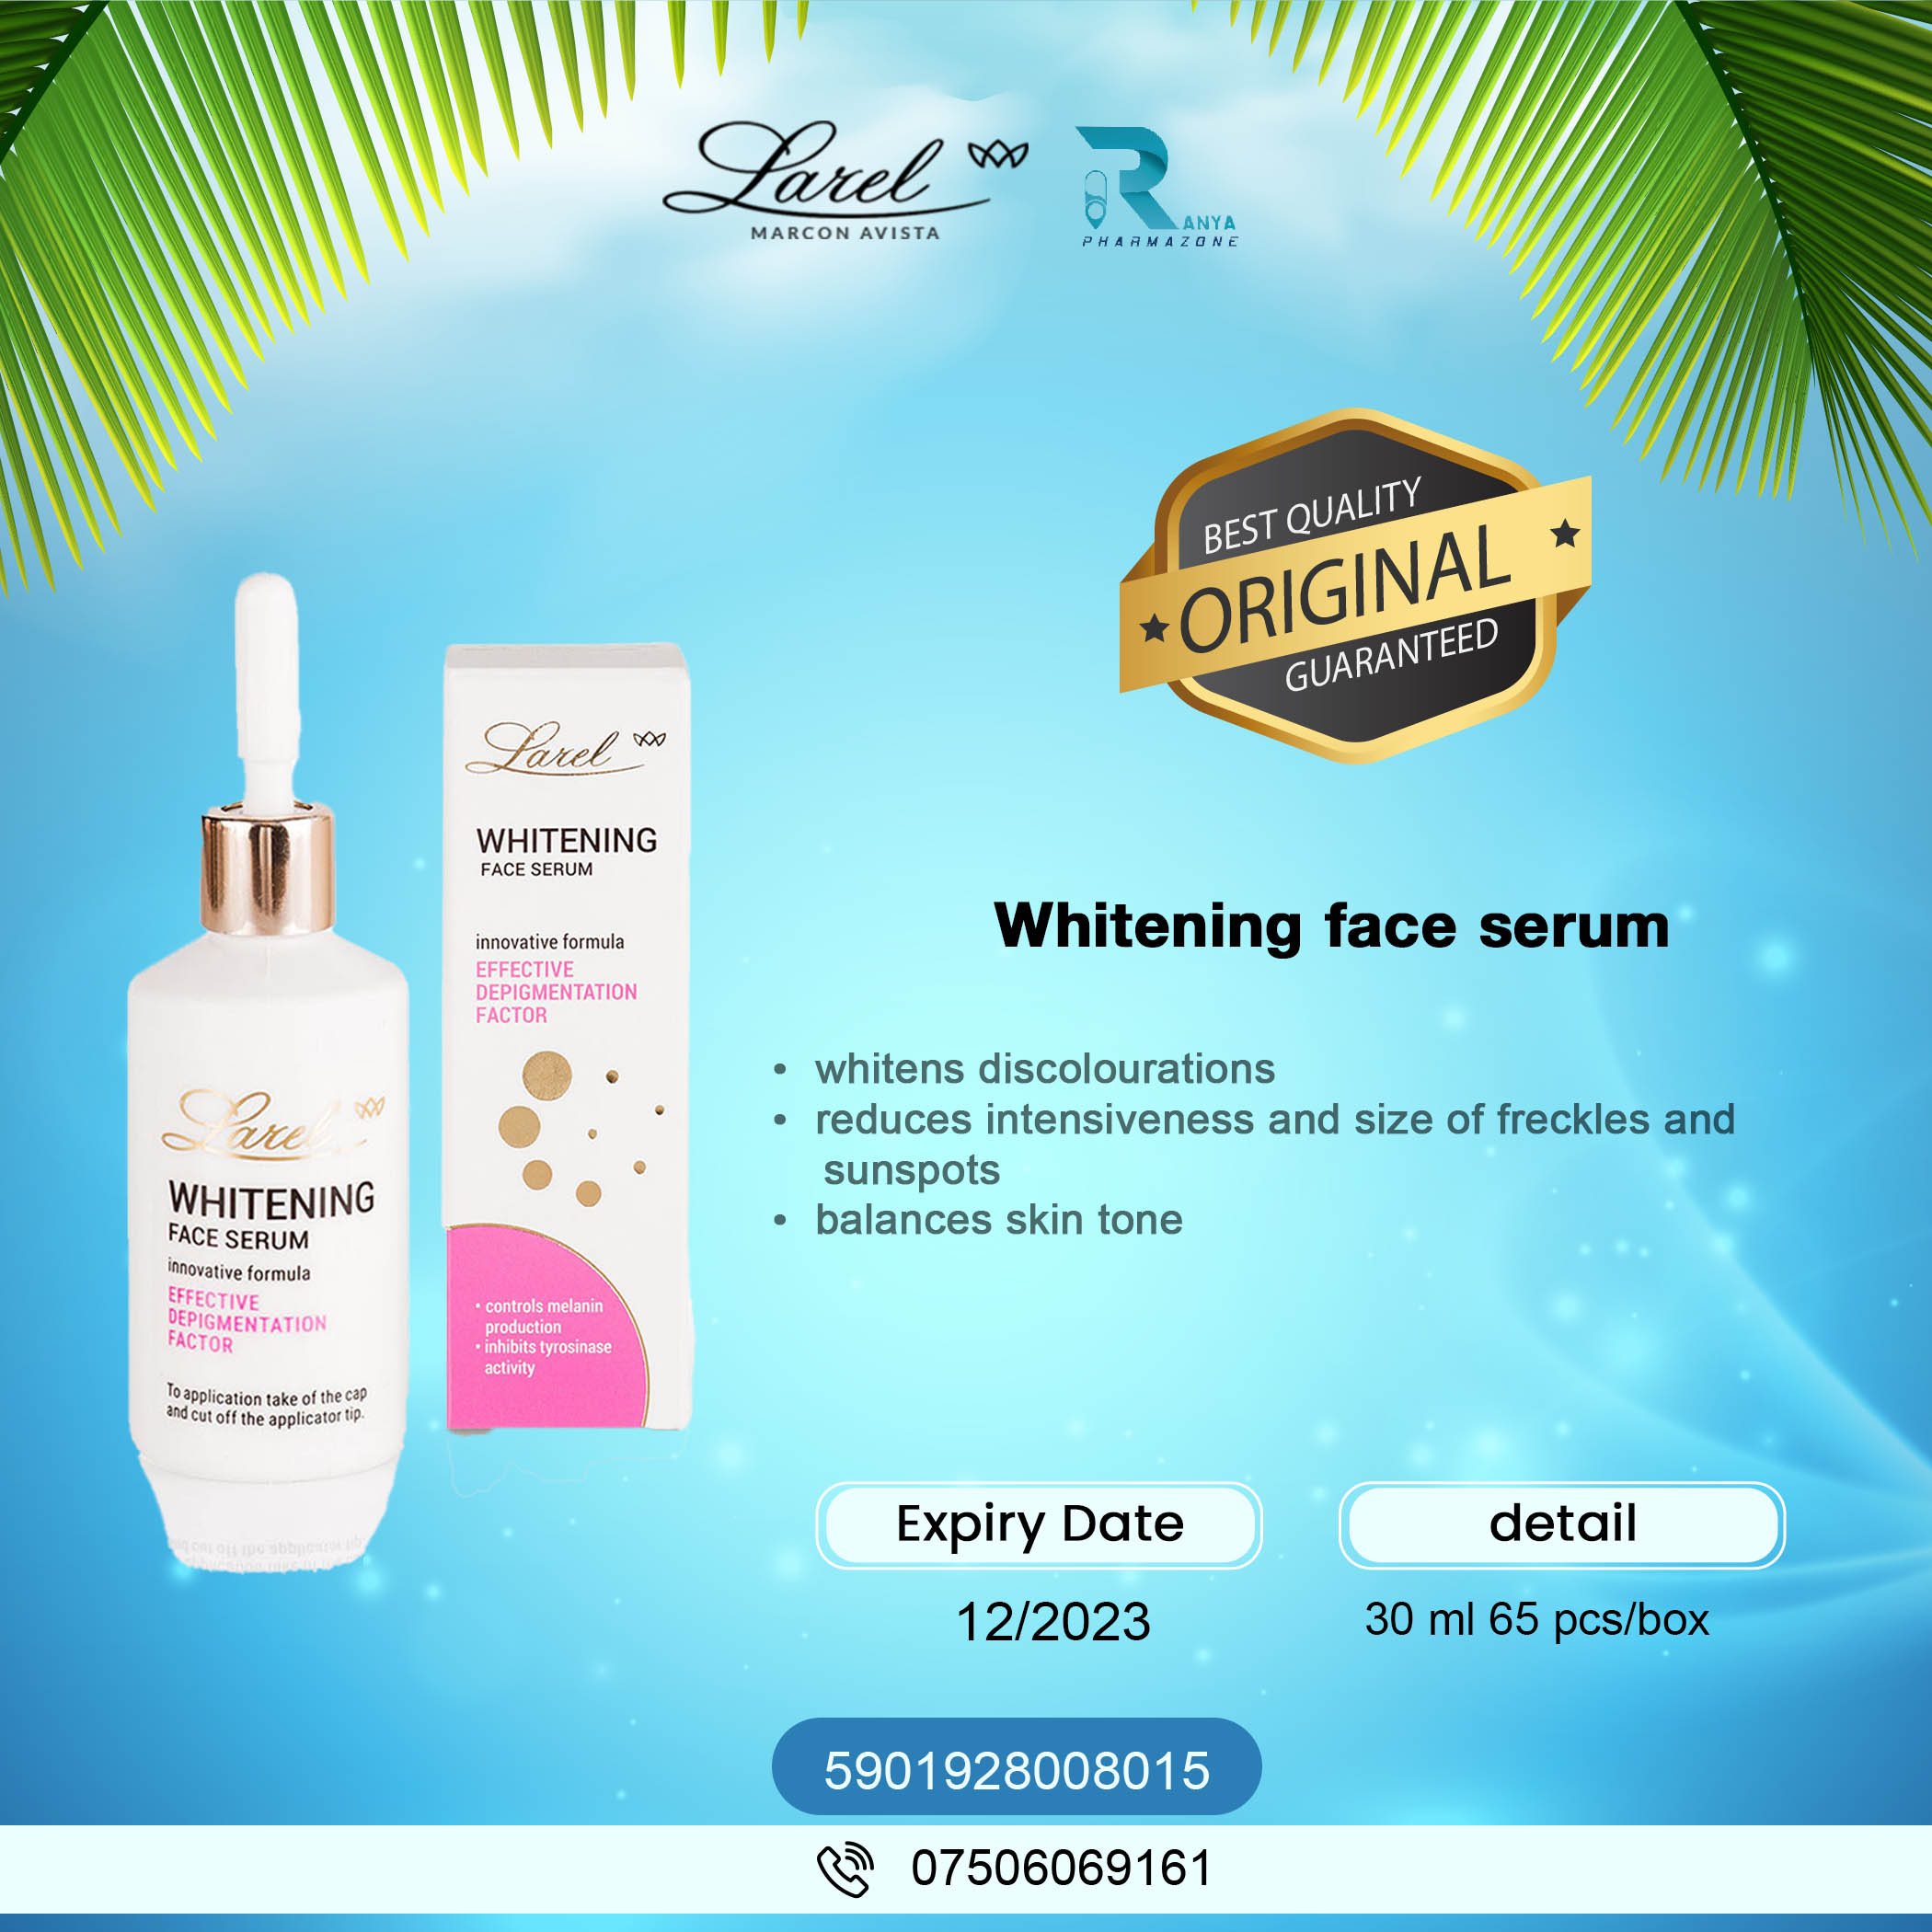 Larel
MARCON AVISTA
RANYA
PHARMAZONE
BEST QUALITY
ORIGINAL
GUARANTEED
Larel
WHITENING
FACE SERUM
innovative formula
EFFECTIVE
DEPIGMENTATION
FACTOR
• controls melanin
production
• inhibits tyrosinase
activity
Larel
WHITENING
FACE SERUM
innovative formula
EFFECTIVE
DEPIGMENTATION
FACTOR
To application take of the cap
and cut off the applicator tip.
Whitening face serum
• whitens discolourations
• reduces intensiveness and size of freckles and
sunspots
• balances skin tone
Expiry Date
12/2023
detail
30 ml 65 pcs/box
5901928008015
07506069161